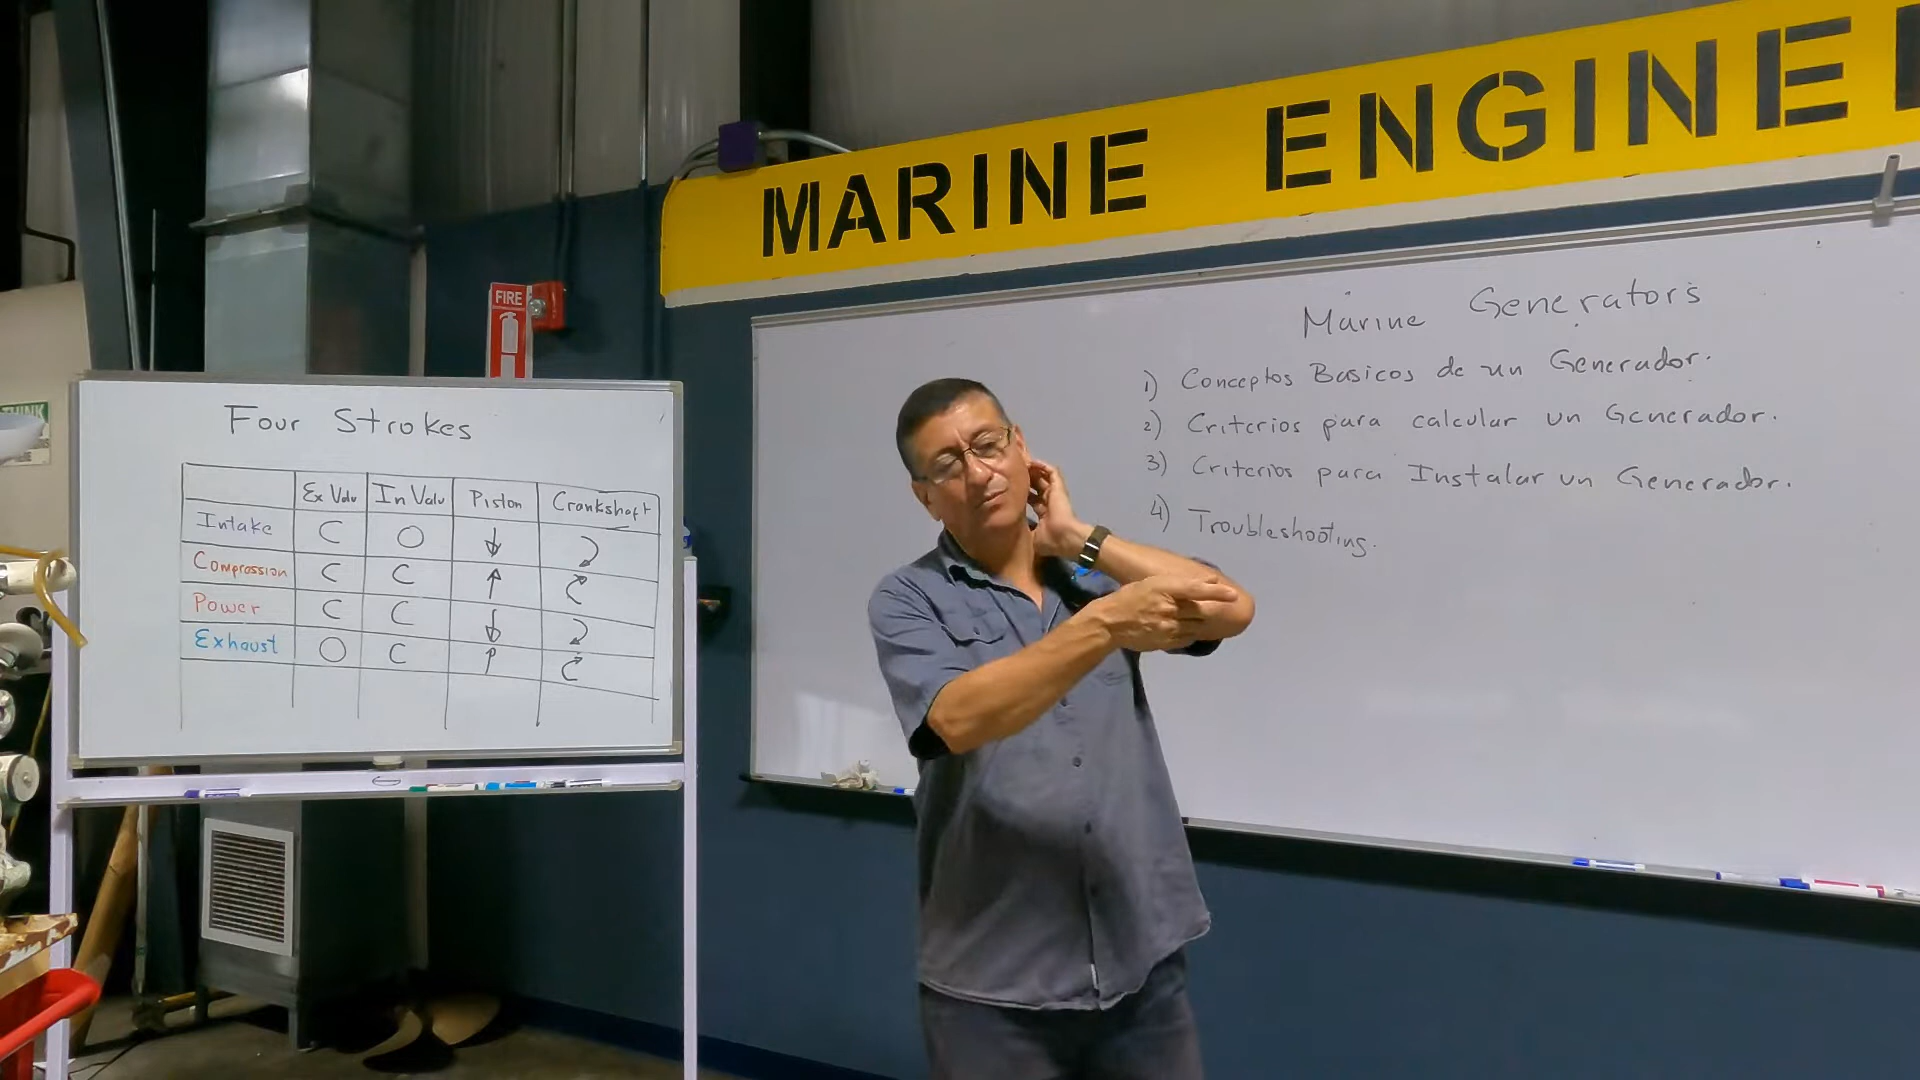 MARINE ENGINE
FIRE
THINK
Four Strokes
Ex Valv In Valv Piston Crankshaft
Intake C O ↓ ⤵
Compression C C ↑ ⤴
Power C C ↓ ⤵
Exhaust O C ↑ ⤴
Marine Generators
1) Conceptos Basicos de un Generador.
2) Criterios para calcular un Generador.
3) Criterios para Instalar un Generador.
4) Troubleshooting.